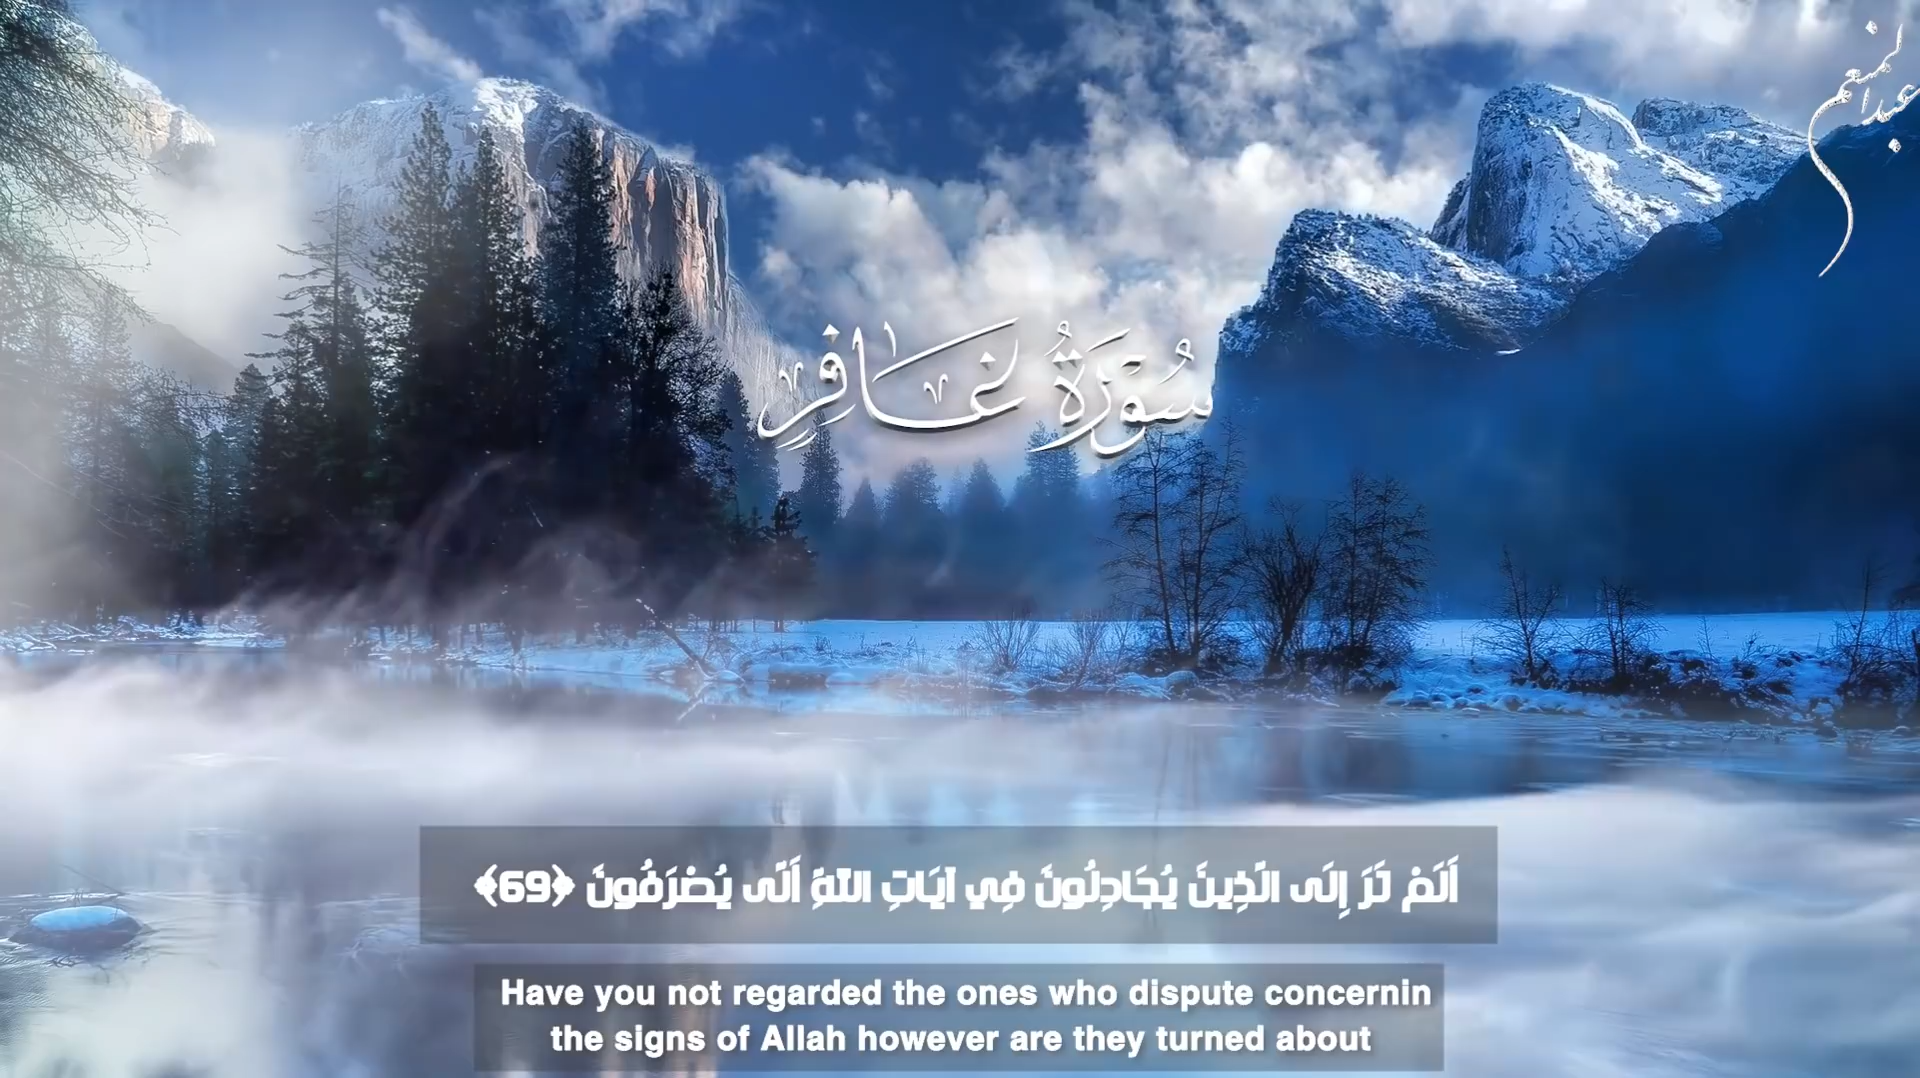 عبدالمنعم
سُورَةُ غَافِرٍ
أَلَمْ تَرَ إِلَى الَّذِينَ يُجَادِلُونَ فِي آيَاتِ اللَّهِ أَنَّى يُصْرَفُونَ ﴿69﴾
Have you not regarded the ones who dispute concernin
the signs of Allah however are they turned about